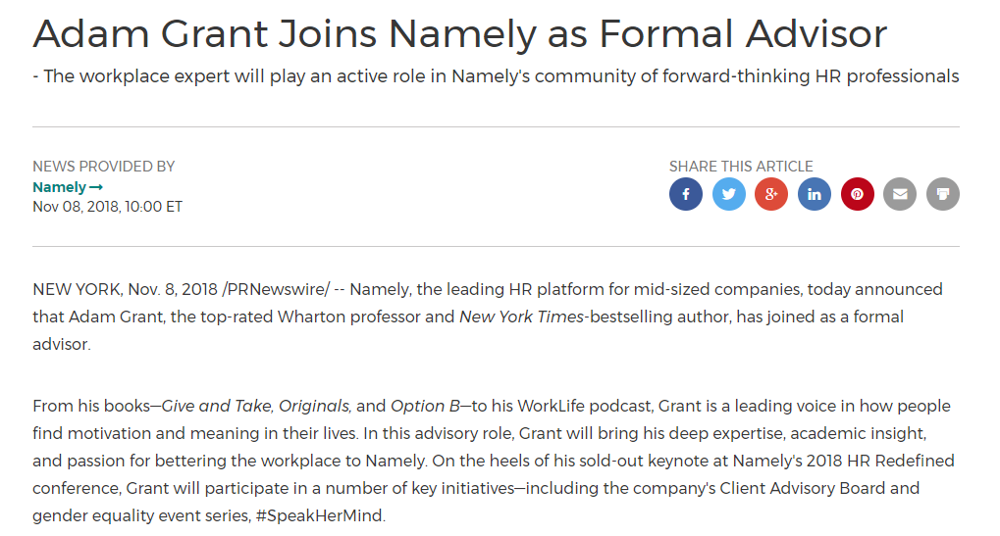 Adam Grant Joins Namely as Formal Advisor
- The workplace expert will play an active role in Namely's community of forward-thinking HR professionals
NEWS PROVIDED BY
Namely→
Nov 08, 2018, 10:00 ET
SHARE THIS ARTICLE
NEW YORK, Nov. 8, 2018 /PRNewswire/ -- Namely, the leading HR platform for mid-sized companies, today announced
that Adam Grant, the top-rated Wharton professor and New York Times-bestselling author, has joined as a formal
advisor.
From his books—Give and Take, Originals, and Option B—to his WorkLife podcast, Grant is a leading voice in how people
find motivation and meaning in their lives. In this advisory role, Grant will bring his deep expertise, academic insight,
and passion for bettering the workplace to Namely. On the heels of his sold-out keynote at Namely's 2018 HR Redefined
conference, Grant will participate in a number of key initiatives—including the company's Client Advisory Board and
gender equality event series, #SpeakHerMind.